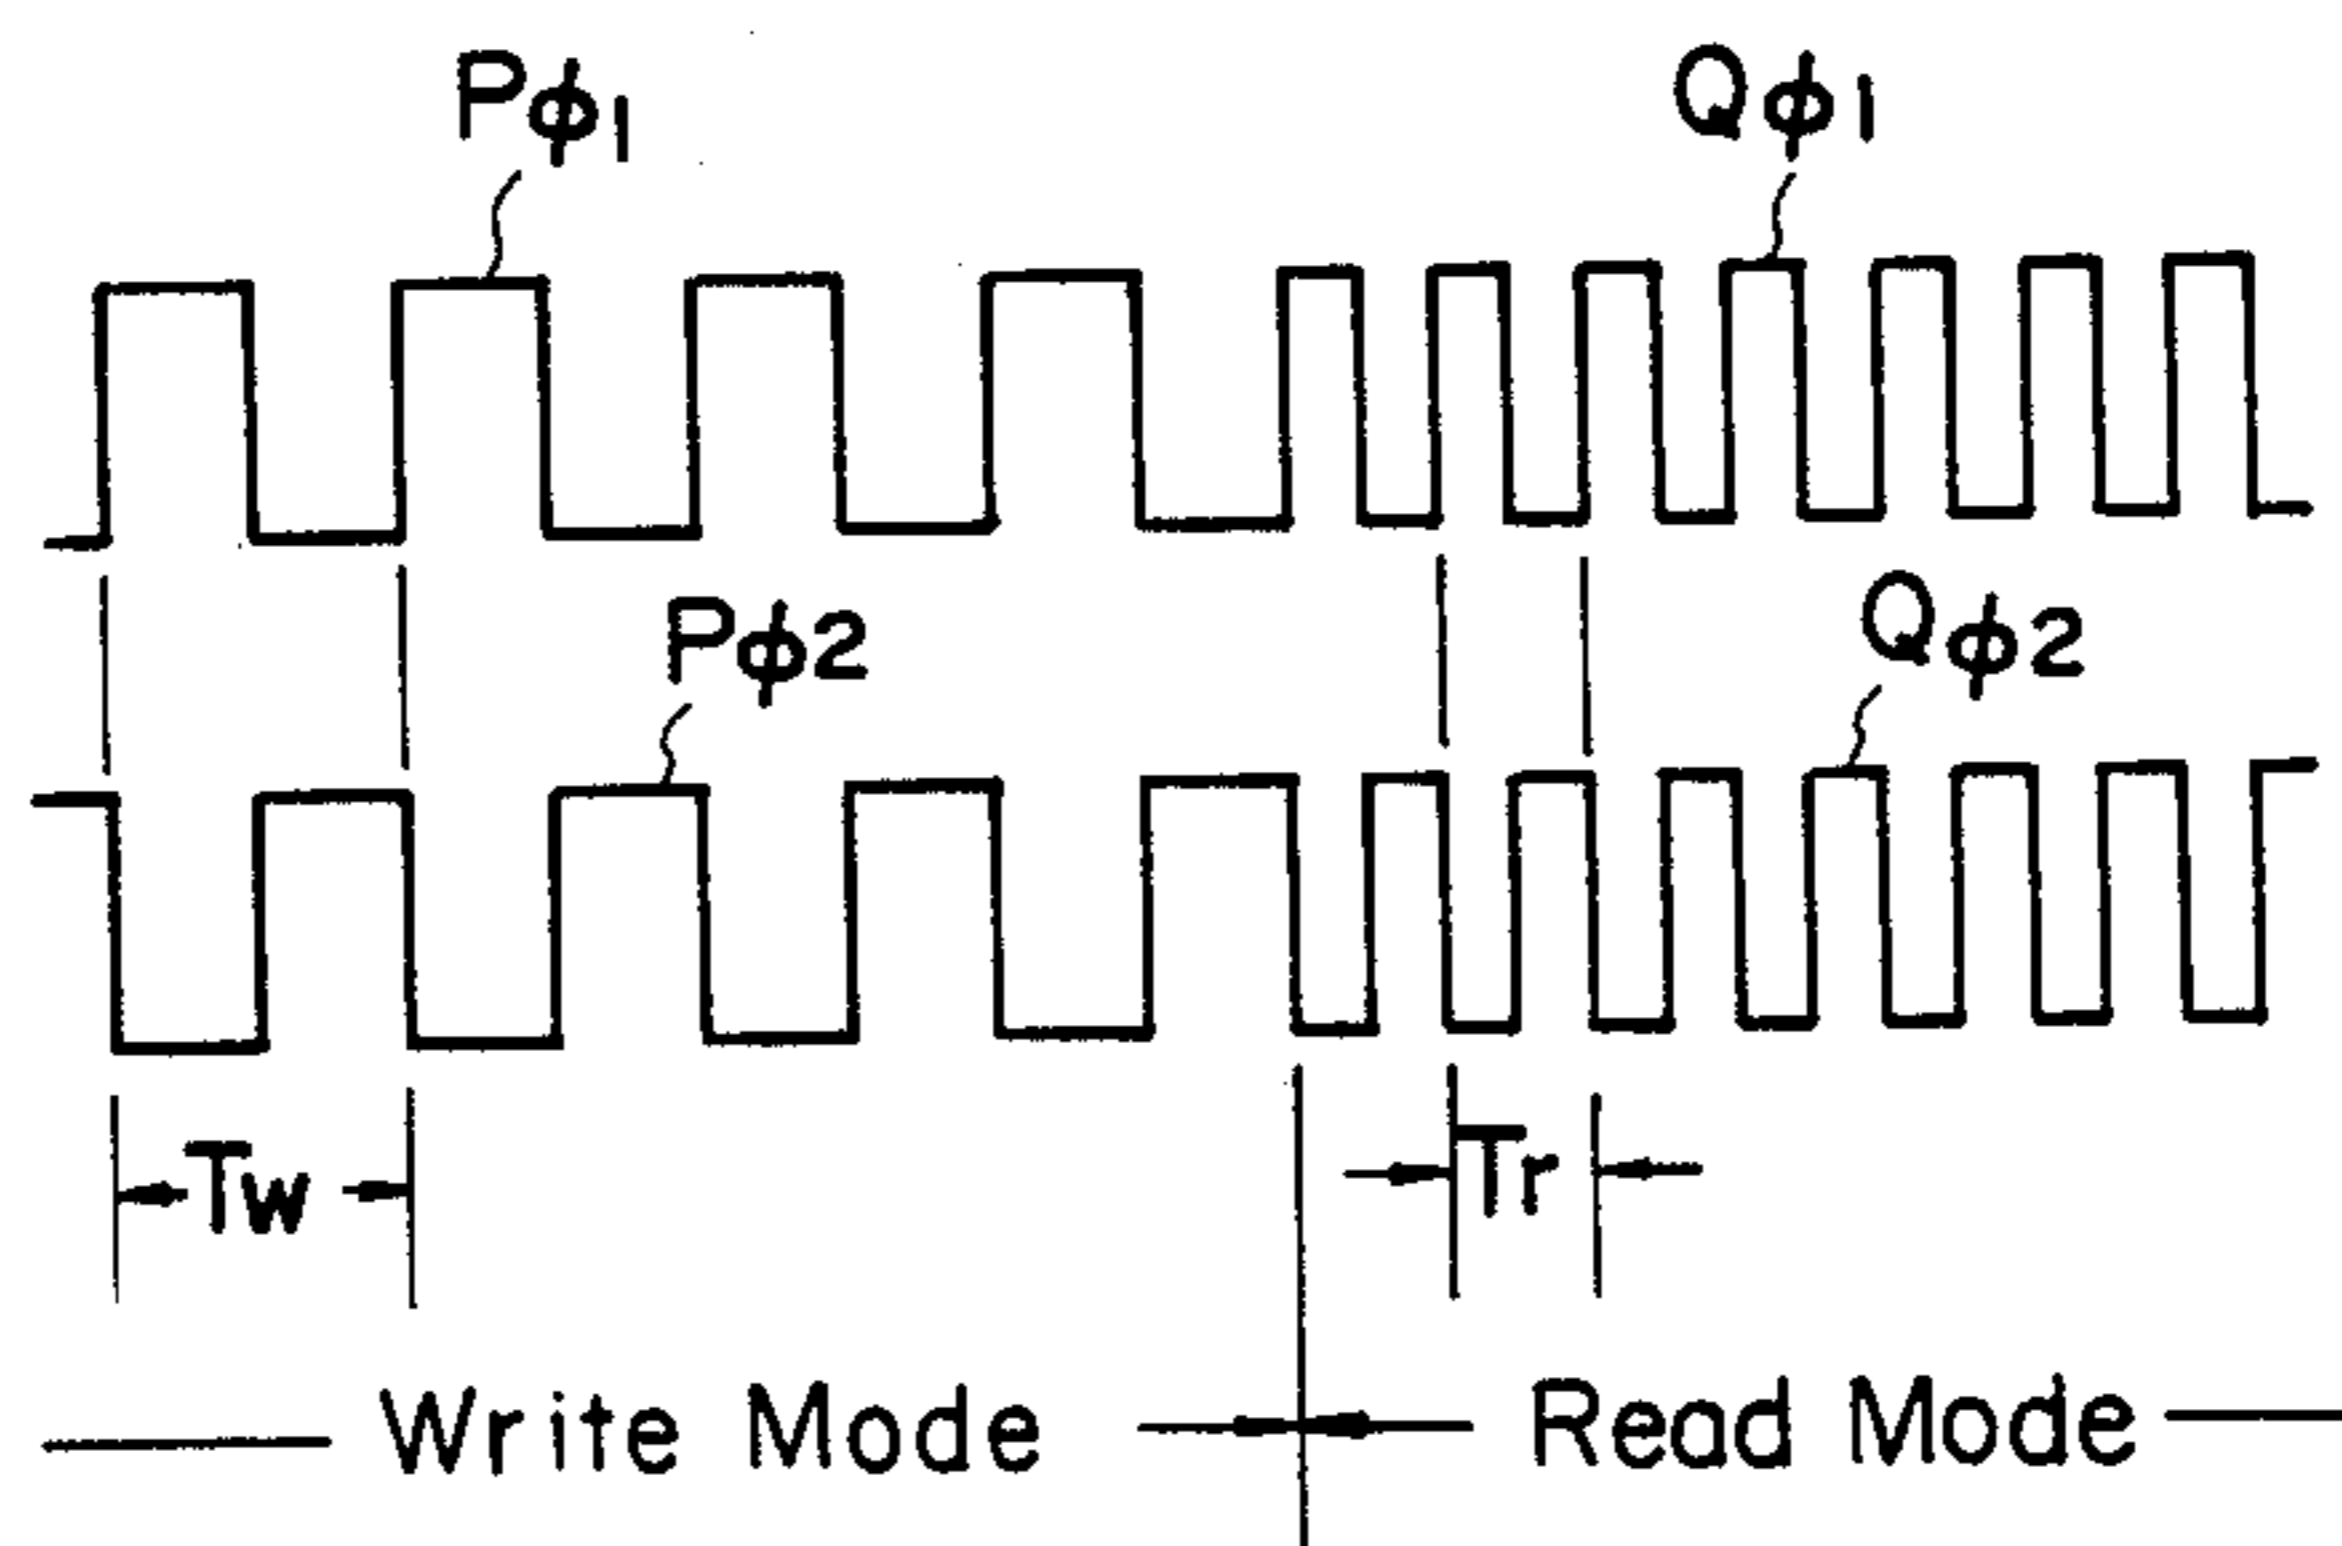 Pϕ1 Qϕ1
Pϕ2 Qϕ2
Tw Tr
Write Mode Read Mode